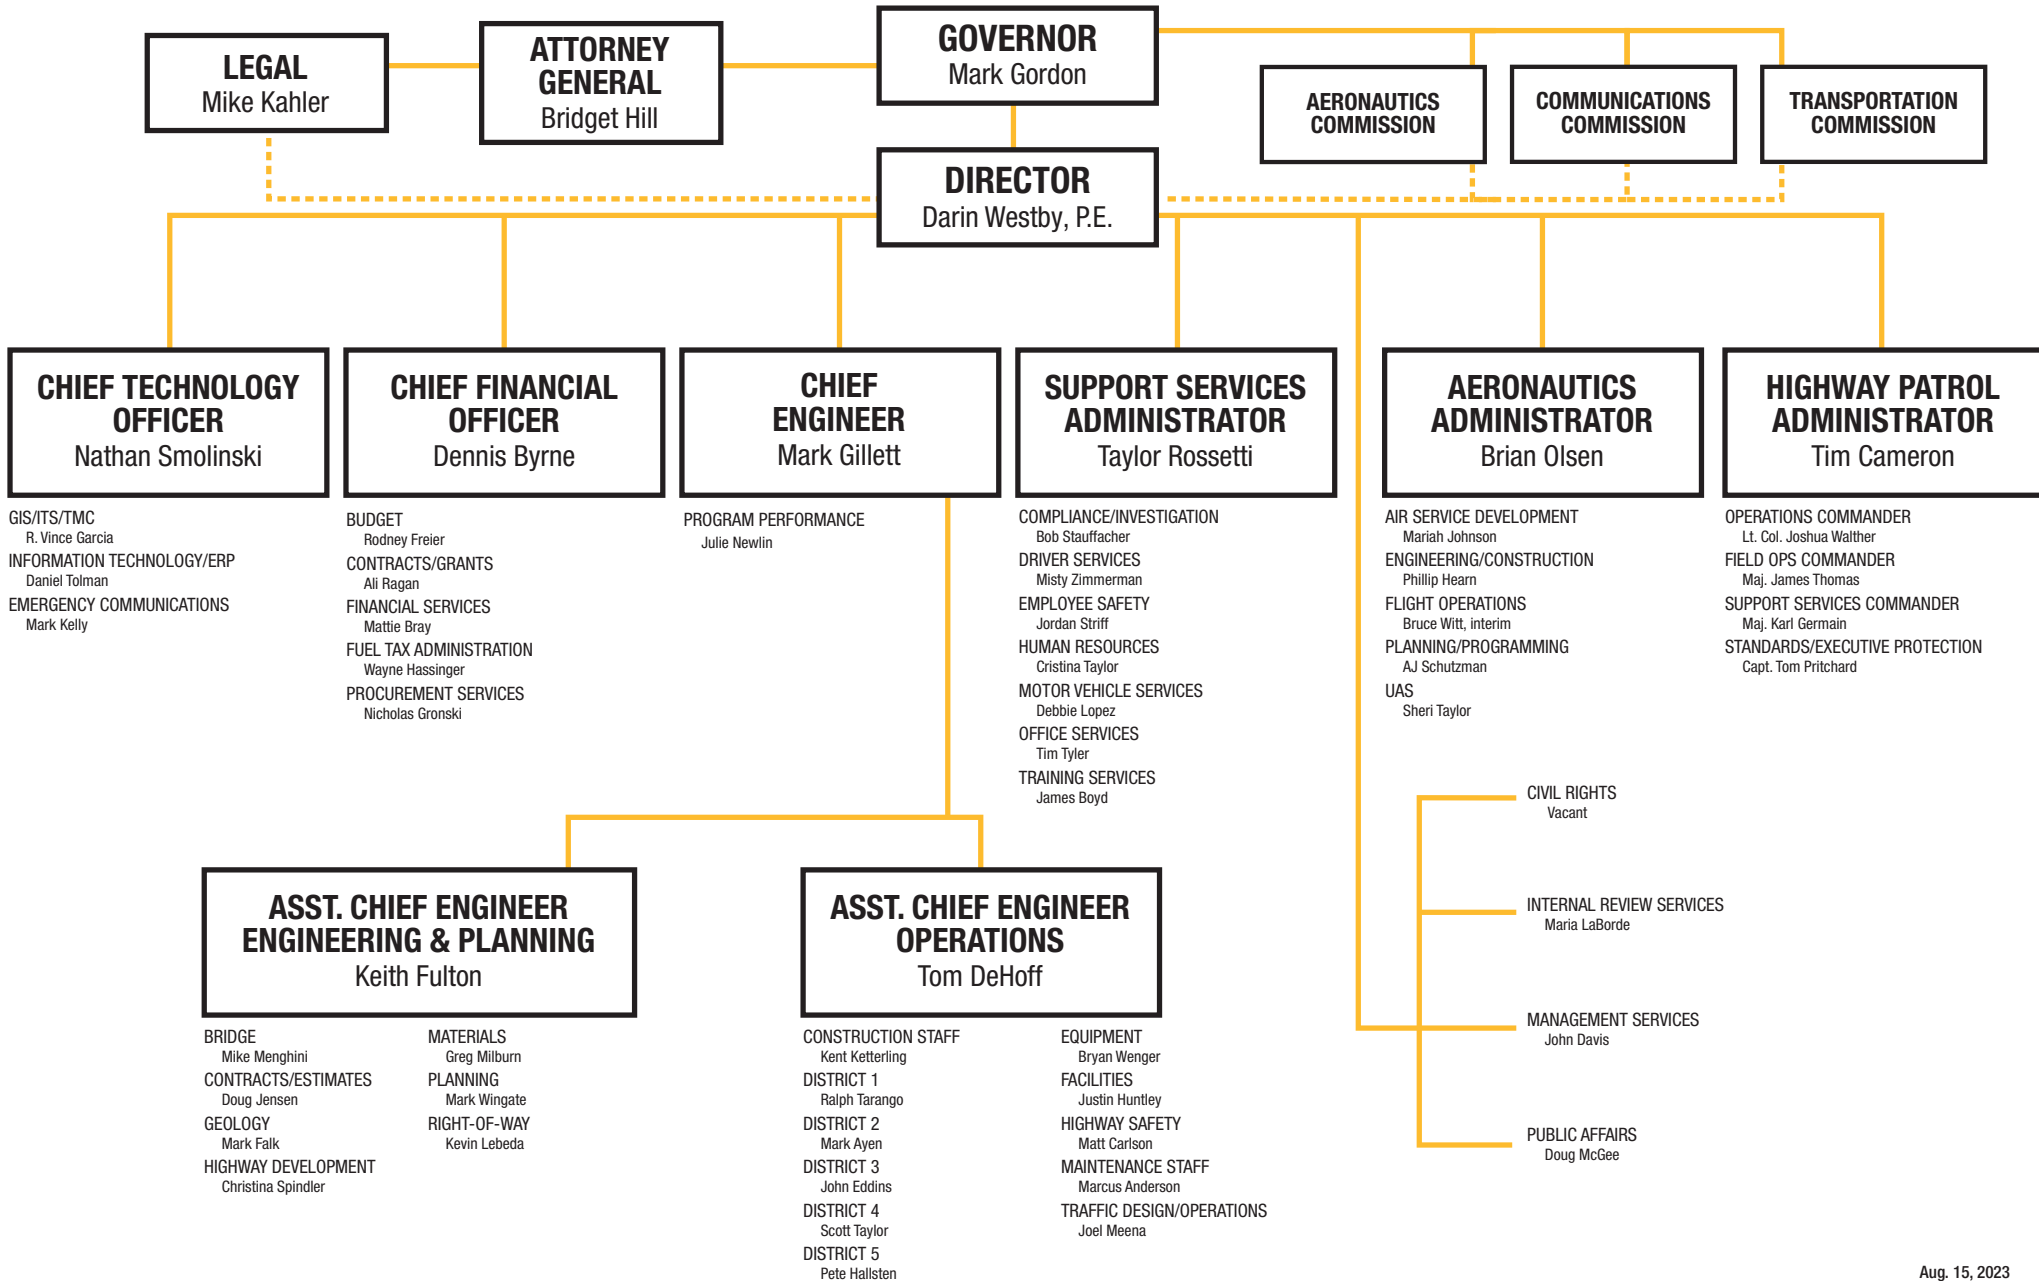 LEGAL
Mike Kahler
ATTORNEY
GENERAL
Bridget Hill
GOVERNOR
Mark Gordon
AERONAUTICS
COMMISSION
COMMUNICATIONS
COMMISSION
TRANSPORTATION
COMMISSION
DIRECTOR
Darin Westby, P.E.
CHIEF TECHNOLOGY
OFFICER
Nathan Smolinski
GIS/ITS/TMC
R. Vince Garcia
INFORMATION TECHNOLOGY/ERP
Daniel Tolman
EMERGENCY COMMUNICATIONS
Mark Kelly
CHIEF FINANCIAL
OFFICER
Dennis Byrne
BUDGET
Rodney Freier
CONTRACTS/GRANTS
Ali Ragan
FINANCIAL SERVICES
Mattie Bray
FUEL TAX ADMINISTRATION
Wayne Hassinger
PROCUREMENT SERVICES
Nicholas Gronski
CHIEF
ENGINEER
Mark Gillett
PROGRAM PERFORMANCE
Julie Newlin
SUPPORT SERVICES
ADMINISTRATOR
Taylor Rossetti
COMPLIANCE/INVESTIGATION
Bob Stauffacher
DRIVER SERVICES
Misty Zimmerman
EMPLOYEE SAFETY
Jordan Striff
HUMAN RESOURCES
Cristina Taylor
MOTOR VEHICLE SERVICES
Debbie Lopez
OFFICE SERVICES
Tim Tyler
TRAINING SERVICES
James Boyd
AERONAUTICS
ADMINISTRATOR
Brian Olsen
AIR SERVICE DEVELOPMENT
Mariah Johnson
ENGINEERING/CONSTRUCTION
Phillip Hearn
FLIGHT OPERATIONS
Bruce Witt, interim
PLANNING/PROGRAMMING
AJ Schutzman
UAS
Sheri Taylor
HIGHWAY PATROL
ADMINISTRATOR
Tim Cameron
OPERATIONS COMMANDER
Lt. Col. Joshua Walther
FIELD OPS COMMANDER
Maj. James Thomas
SUPPORT SERVICES COMMANDER
Maj. Karl Germain
STANDARDS/EXECUTIVE PROTECTION
Capt. Tom Pritchard
CIVIL RIGHTS
Vacant
INTERNAL REVIEW SERVICES
Maria LaBorde
MANAGEMENT SERVICES
John Davis
PUBLIC AFFAIRS
Doug McGee
ASST. CHIEF ENGINEER
ENGINEERING & PLANNING
Keith Fulton
BRIDGE
Mike Menghini
CONTRACTS/ESTIMATES
Doug Jensen
GEOLOGY
Mark Falk
HIGHWAY DEVELOPMENT
Christina Spindler
MATERIALS
Greg Milburn
PLANNING
Mark Wingate
RIGHT-OF-WAY
Kevin Lebeda
ASST. CHIEF ENGINEER
OPERATIONS
Tom DeHoff
CONSTRUCTION STAFF
Kent Ketterling
DISTRICT 1
Ralph Tarango
DISTRICT 2
Mark Ayen
DISTRICT 3
John Eddins
DISTRICT 4
Scott Taylor
DISTRICT 5
Pete Hallsten
EQUIPMENT
Bryan Wenger
FACILITIES
Justin Huntley
HIGHWAY SAFETY
Matt Carlson
MAINTENANCE STAFF
Marcus Anderson
TRAFFIC DESIGN/OPERATIONS
Joel Meena
Aug. 15, 2023